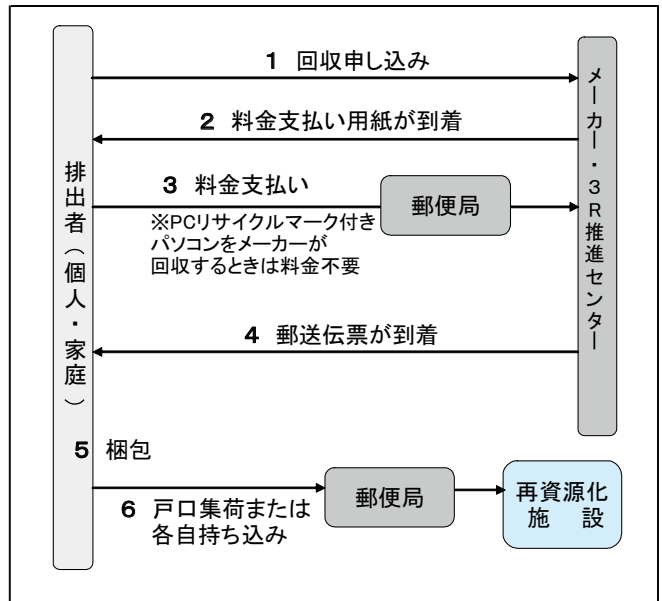 1 回収申し込み
2 料金支払い用紙が到着
3 料金支払い
※PCリサイクルマーク付き
パソコンをメーカーが
回収するときは料金不要
郵便局
4 郵送伝票が到着
5 梱包
6 戸口集荷または
各自持ち込み
郵便局
再資源化
施 設
排出者（個人・家庭）
メーカー・3R推進センター